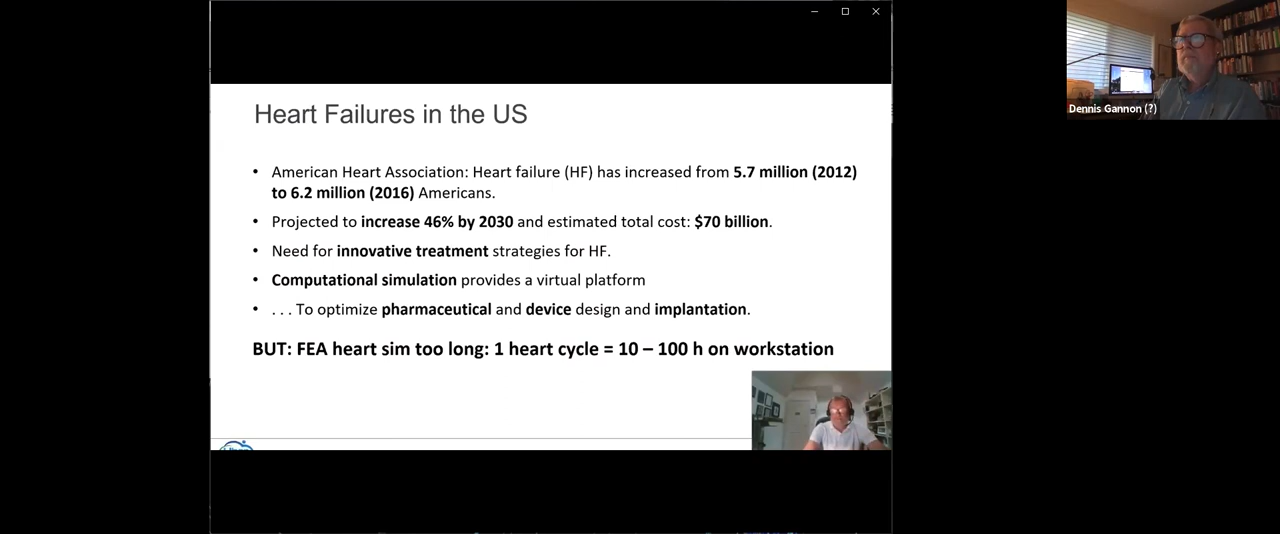 Heart Failures in the US
• American Heart Association: Heart failure (HF) has increased from 5.7 million (2012)
to 6.2 million (2016) Americans.
• Projected to increase 46% by 2030 and estimated total cost: $70 billion.
• Need for innovative treatment strategies for HF.
• Computational simulation provides a virtual platform
• . . . To optimize pharmaceutical and device design and implantation.
BUT: FEA heart sim too long: 1 heart cycle = 10 – 100 h on workstation
Dennis Gannon (?)